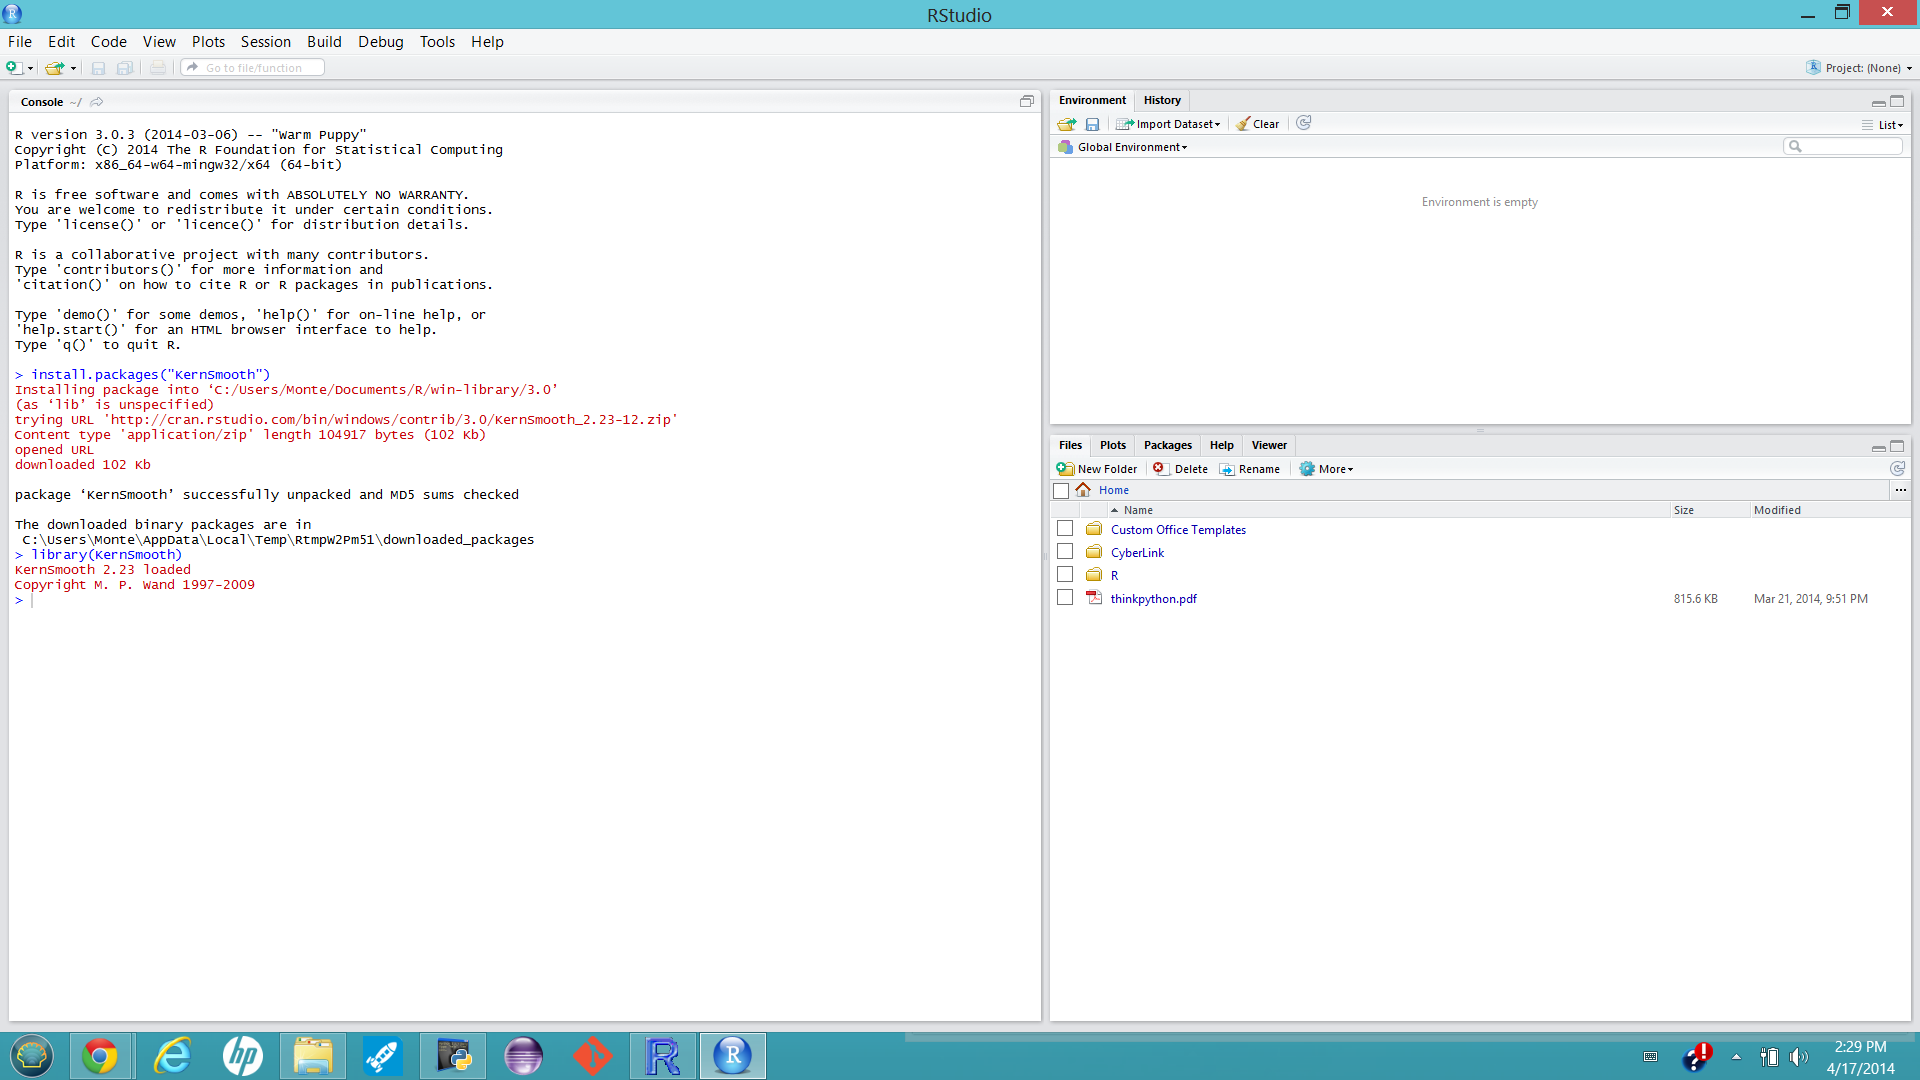 RStudio
File Edit Code View Plots Session Build Debug Tools Help
Go to file/function
Project: (None)
Console ~/
R version 3.0.3 (2014-03-06) -- "Warm Puppy"
Copyright (C) 2014 The R Foundation for Statistical Computing
Platform: x86_64-w64-mingw32/x64 (64-bit)
R is free software and comes with ABSOLUTELY NO WARRANTY.
You are welcome to redistribute it under certain conditions.
Type 'license()' or 'licence()' for distribution details.
R is a collaborative project with many contributors.
Type 'contributors()' for more information and
'citation()' on how to cite R or R packages in publications.
Type 'demo()' for some demos, 'help()' for on-line help, or
'help.start()' for an HTML browser interface to help.
Type 'q()' to quit R.
> install.packages("KernSmooth")
Installing package into ‘C:/Users/Monte/Documents/R/win-library/3.0’
(as ‘lib’ is unspecified)
trying URL 'http://cran.rstudio.com/bin/windows/contrib/3.0/KernSmooth_2.23-12.zip'
Content type 'application/zip' length 104917 bytes (102 Kb)
opened URL
downloaded 102 Kb
package ‘KernSmooth’ successfully unpacked and MD5 sums checked
The downloaded binary packages are in
C:\Users\Monte\AppData\Local\Temp\RtmpW2Pm51\downloaded_packages
> library(KernSmooth)
KernSmooth 2.23 loaded
Copyright M. P. Wand 1997-2009
>
Environment History
Import Dataset Clear
List
Global Environment
Environment is empty
Files Plots Packages Help Viewer
New Folder Delete Rename More
Home ...
Name Size Modified
Custom Office Templates
CyberLink
R
thinkpython.pdf 815.6 KB Mar 21, 2014, 9:51 PM
hp
R
R
2:29 PM
4/17/2014